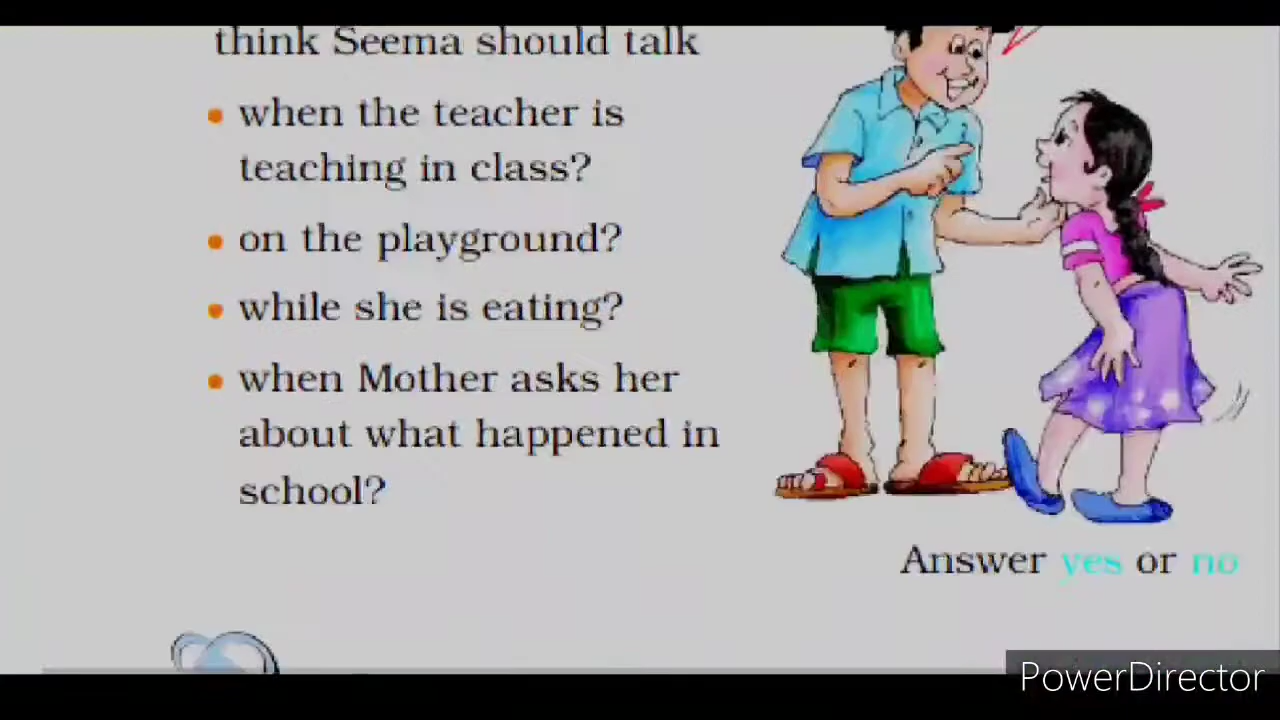 think Seema should talk
• when the teacher is
teaching in class?
• on the playground?
• while she is eating?
• when Mother asks her
about what happened in
school?
Answer yes or no
PowerDirector